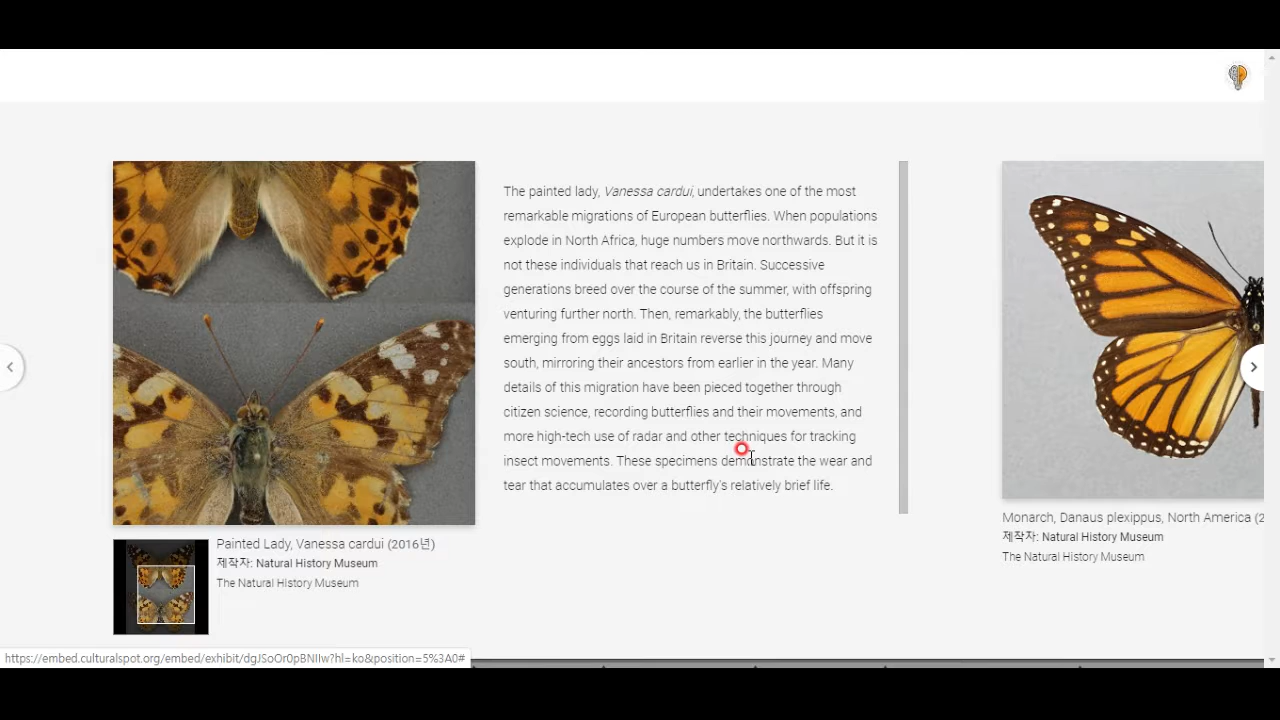 The painted lady, Vanessa cardui, undertakes one of the most
remarkable migrations of European butterflies. When populations
explode in North Africa, huge numbers move northwards. But it is
not these individuals that reach us in Britain. Successive
generations breed over the course of the summer, with offspring
venturing further north. Then, remarkably, the butterflies
emerging from eggs laid in Britain reverse this journey and move
south, mirroring their ancestors from earlier in the year. Many
details of this migration have been pieced together through
citizen science, recording butterflies and their movements, and
more high-tech use of radar and other techniques for tracking
insect movements. These specimens demonstrate the wear and
tear that accumulates over a butterfly's relatively brief life.
Painted Lady, Vanessa cardui (2016년)
제작자: Natural History Museum
The Natural History Museum
Monarch, Danaus plexippus, North America (2
제작자: Natural History Museum
The Natural History Museum
https://embed.culturalspot.org/embed/exhibit/dgJSoOr0pBNIIw?hl=ko&position=5%3A0#